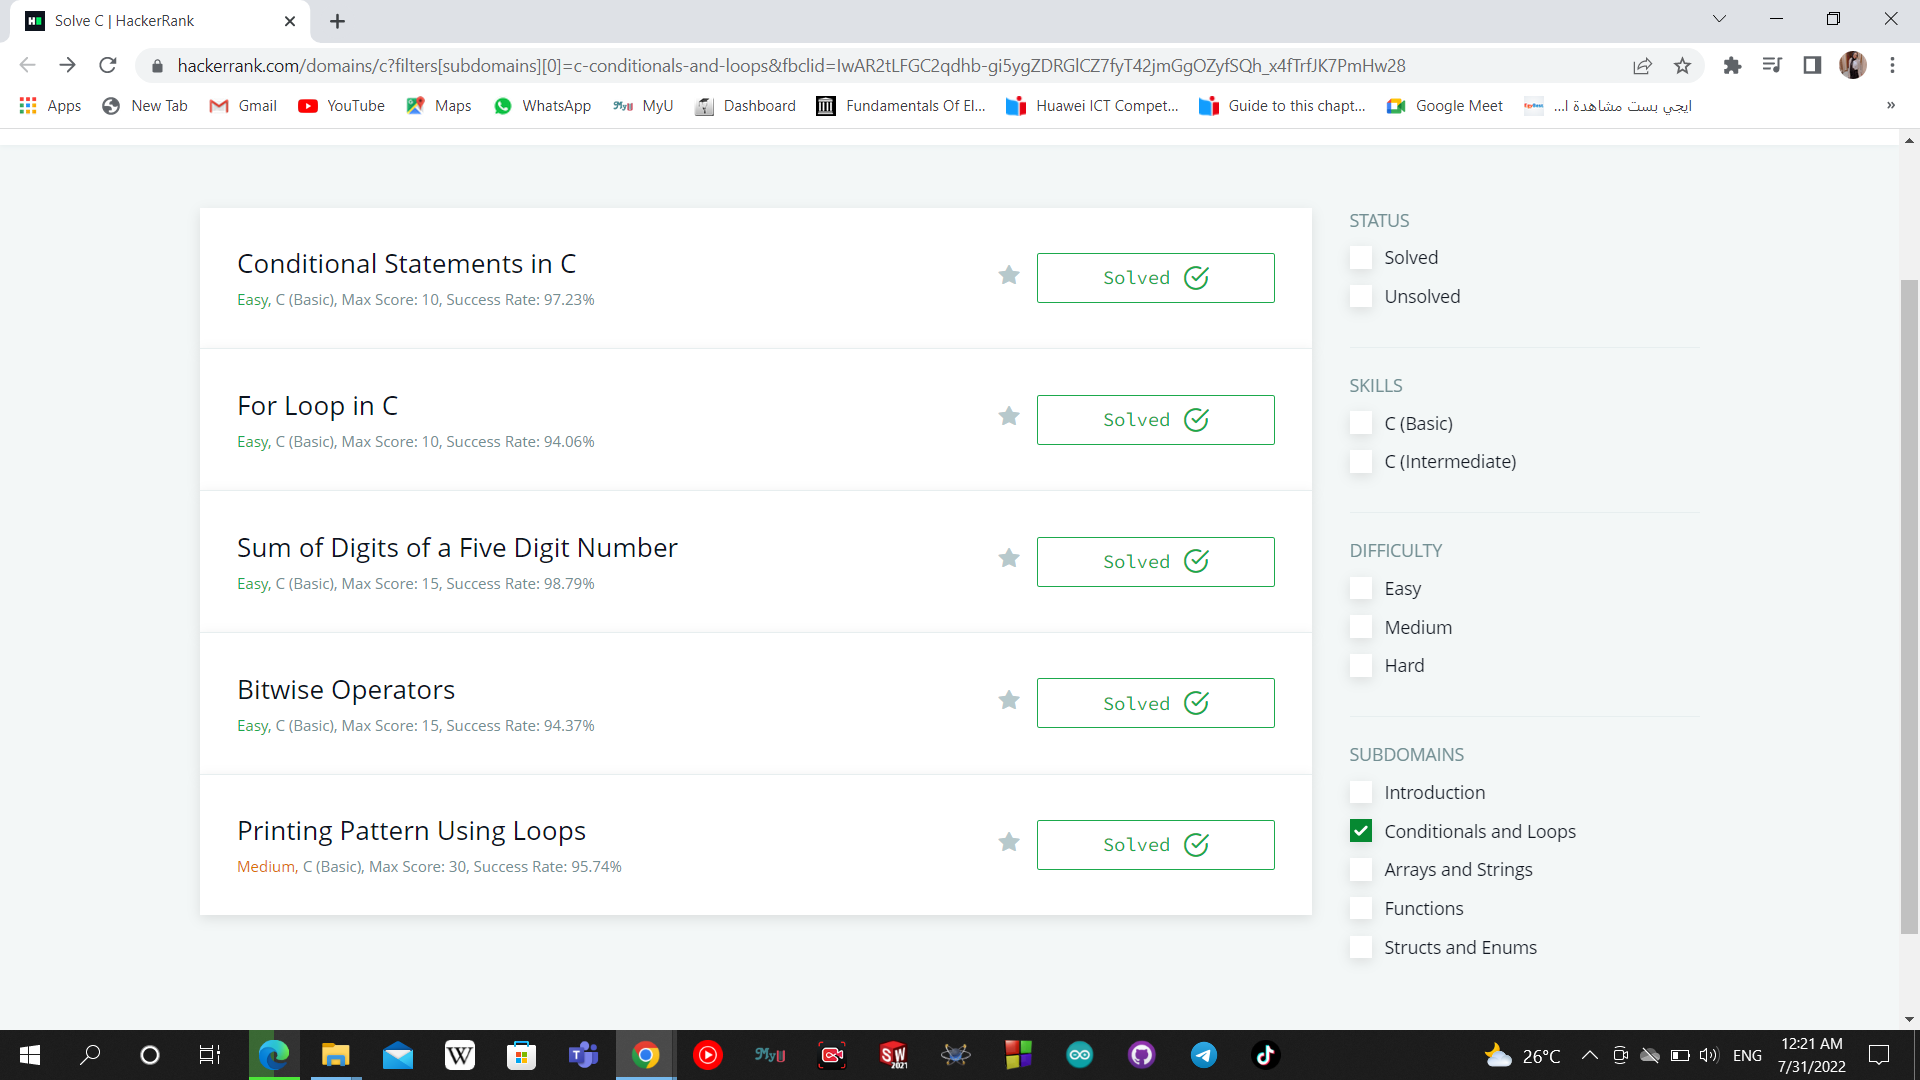 Solve C | HackerRank
hackerrank.com/domains/c?filters[subdomains][0]=c-conditionals-and-loops&fbclid=IwAR2tLFGC2qdhb-gi5ygZDRGlCZ7fyT42jmGgOZyfSQh_x4fTrfJK7PmHw28
Apps New Tab Gmail YouTube Maps WhatsApp MyU MyU Dashboard Fundamentals Of El... Huawei ICT Compet... Guide to this chapt... Google Meet ايجي بست مشاهدة ا... »
Conditional Statements in C
Easy, C (Basic), Max Score: 10, Success Rate: 97.23%
Solved
For Loop in C
Easy, C (Basic), Max Score: 10, Success Rate: 94.06%
Solved
Sum of Digits of a Five Digit Number
Easy, C (Basic), Max Score: 15, Success Rate: 98.79%
Solved
Bitwise Operators
Easy, C (Basic), Max Score: 15, Success Rate: 94.37%
Solved
Printing Pattern Using Loops
Medium, C (Basic), Max Score: 30, Success Rate: 95.74%
Solved
STATUS
Solved
Unsolved
SKILLS
C (Basic)
C (Intermediate)
DIFFICULTY
Easy
Medium
Hard
SUBDOMAINS
Introduction
Conditionals and Loops
Arrays and Strings
Functions
Structs and Enums
W T MyU SW 2021 26°C ENG
12:21 AM
7/31/2022